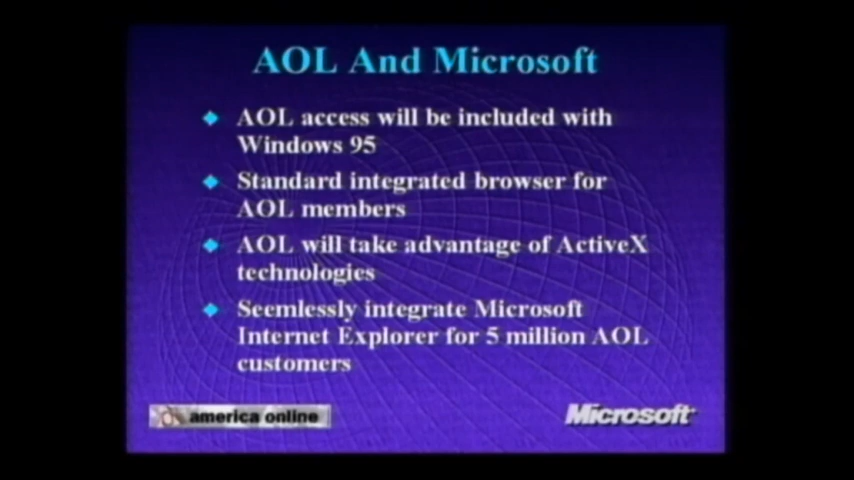 AOL And Microsoft
AOL access will be included with
Windows 95
Standard integrated browser for
AOL members
AOL will take advantage of ActiveX
technologies
Seemlessly integrate Microsoft
Internet Explorer for 5 million AOL
customers
america online
Microsoft